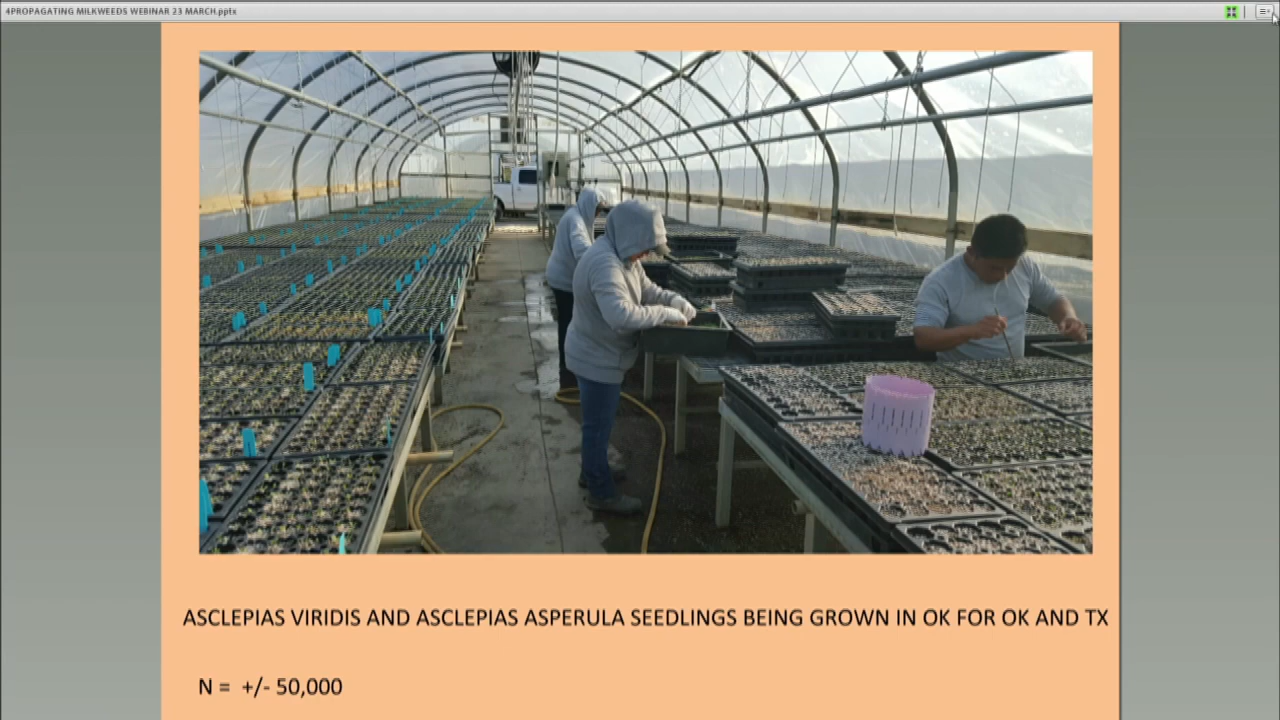 4PROPAGATING MILKWEEDS WEBINAR 23 MARCH.pptx
ASCLEPIAS VIRIDIS AND ASCLEPIAS ASPERULA SEEDLINGS BEING GROWN IN OK FOR OK AND TX
N = +/- 50,000